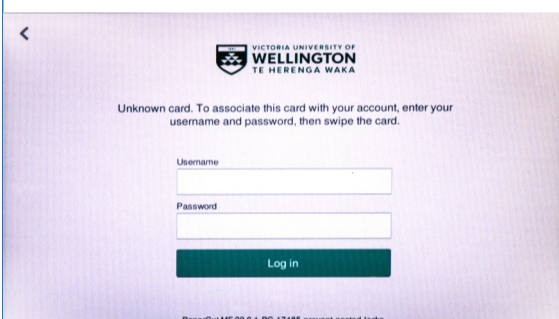 VICTORIA UNIVERSITY OF
WELLINGTON
TE HERENGA WAKA
Unknown card. To associate this card with your account, enter your
username and password, then swipe the card.
Username
Password
Log in